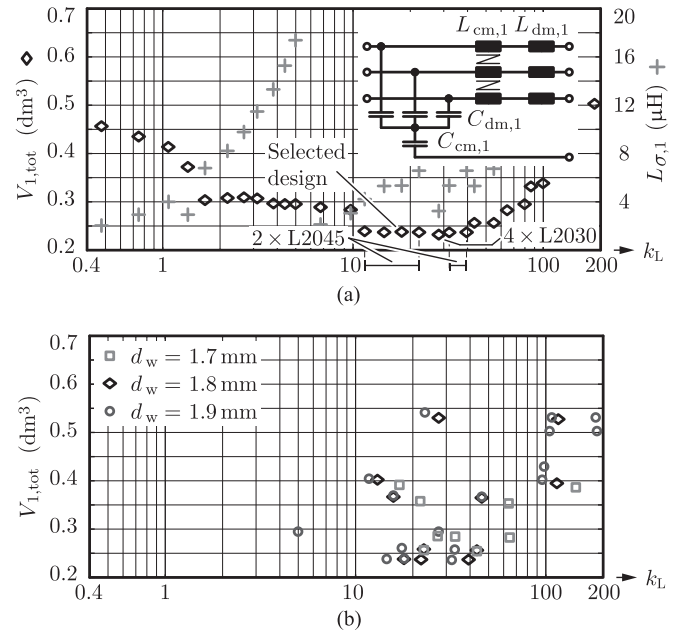 0.7
0.6
0.5
0.4
0.3
0.2
V1,tot (dm³)
20
16
12
8
4
Lσ,1 (µH)
Lcm,1 Ldm,1
Cdm,1
Ccm,1
Selected
design
2 × L2045
4 × L2030
0.4 1 10 100 200
kL
(a)
0.7
0.6
0.5
0.4
0.3
0.2
V1,tot (dm³)
dw = 1.7 mm
dw = 1.8 mm
dw = 1.9 mm
0.4 1 10 100 200
kL
(b)